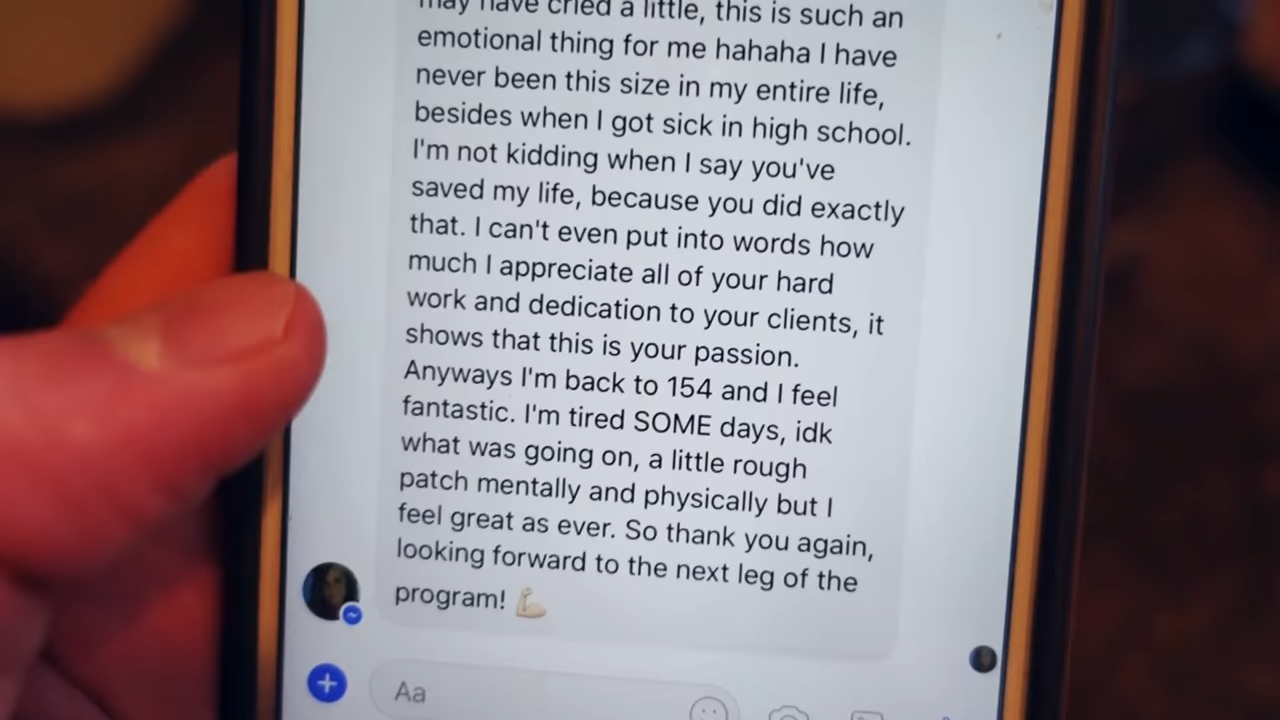 may have cried a little, this is such an
emotional thing for me hahaha I have
never been this size in my entire life,
besides when I got sick in high school.
I'm not kidding when I say you've
saved my life, because you did exactly
that. I can't even put into words how
much I appreciate all of your hard
work and dedication to your clients, it
shows that this is your passion.
Anyways I'm back to 154 and I feel
fantastic. I'm tired SOME days, idk
what was going on, a little rough
patch mentally and physically but I
feel great as ever. So thank you again,
looking forward to the next leg of the
program! 💪🏻
Aa